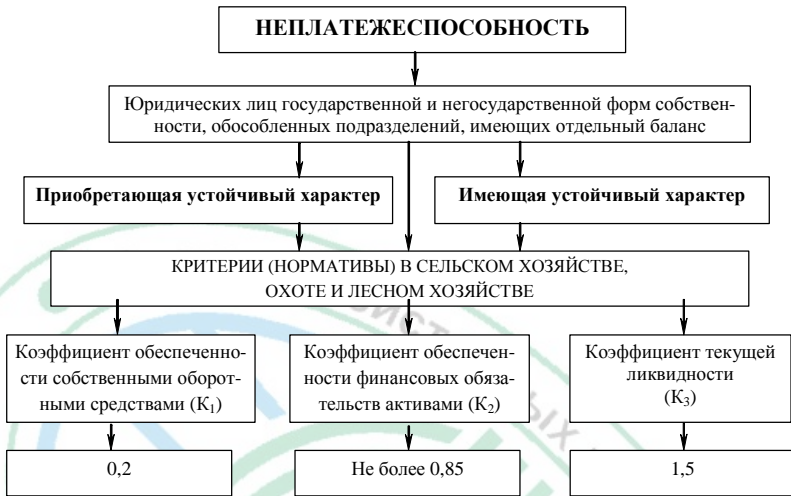 НЕПЛАТЕЖЕСПОСОБНОСТЬ
Юридических лиц государственной и негосударственной форм собствен-
ности, обособленных подразделений, имеющих отдельный баланс
Приобретающая устойчивый характер
Имеющая устойчивый характер
КРИТЕРИИ (НОРМАТИВЫ) В СЕЛЬСКОМ ХОЗЯЙСТВЕ,
ОХОТЕ И ЛЕСНОМ ХОЗЯЙСТВЕ
Коэффициент обеспеченно-
сти собственными оборот-
ными средствами (К₁)
Коэффициент обеспечен-
ности финансовых обяза-
тельств активами (К₂)
Коэффициент текущей
ликвидности
(К₃)
0,2
Не более 0,85
1,5